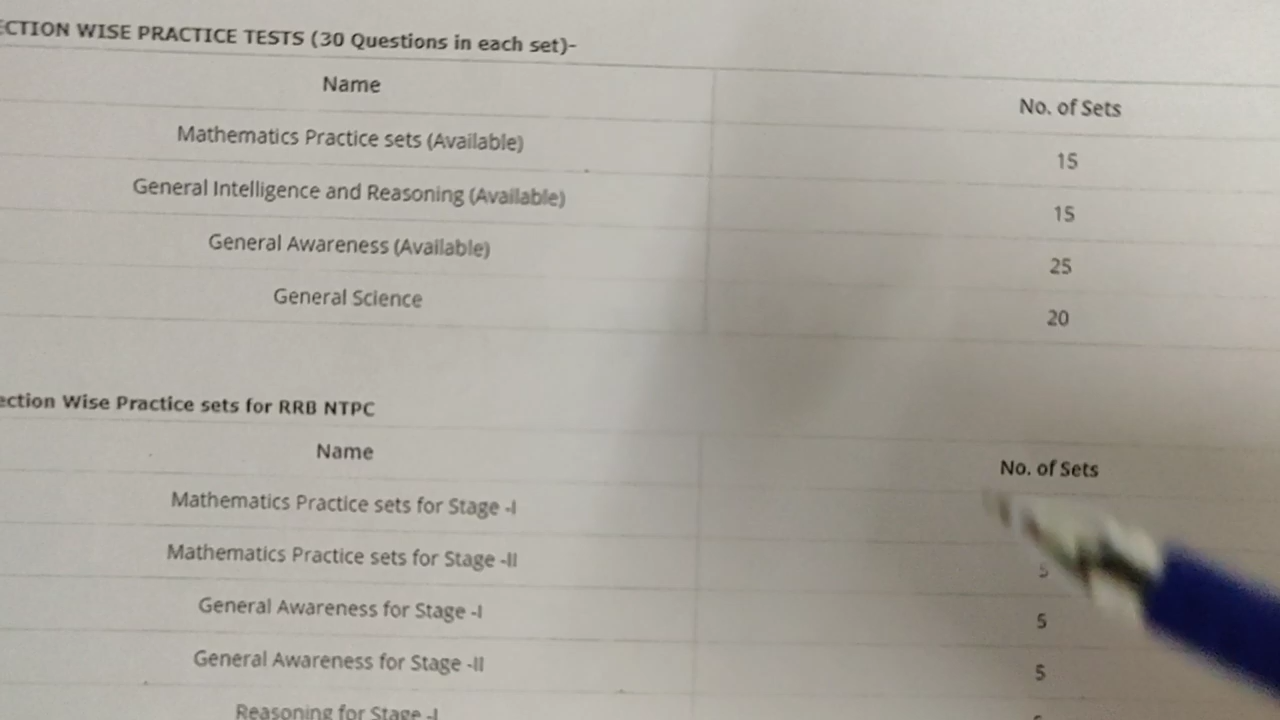 ECTION WISE PRACTICE TESTS (30 Questions in each set)-
Name No. of Sets
Mathematics Practice sets (Available) 15
General Intelligence and Reasoning (Available) 15
General Awareness (Available) 25
General Science 20
ection Wise Practice sets for RRB NTPC
Name No. of Sets
Mathematics Practice sets for Stage -I
Mathematics Practice sets for Stage -II 5
General Awareness for Stage -I 5
General Awareness for Stage -II 5
Reasoning for Stage -I